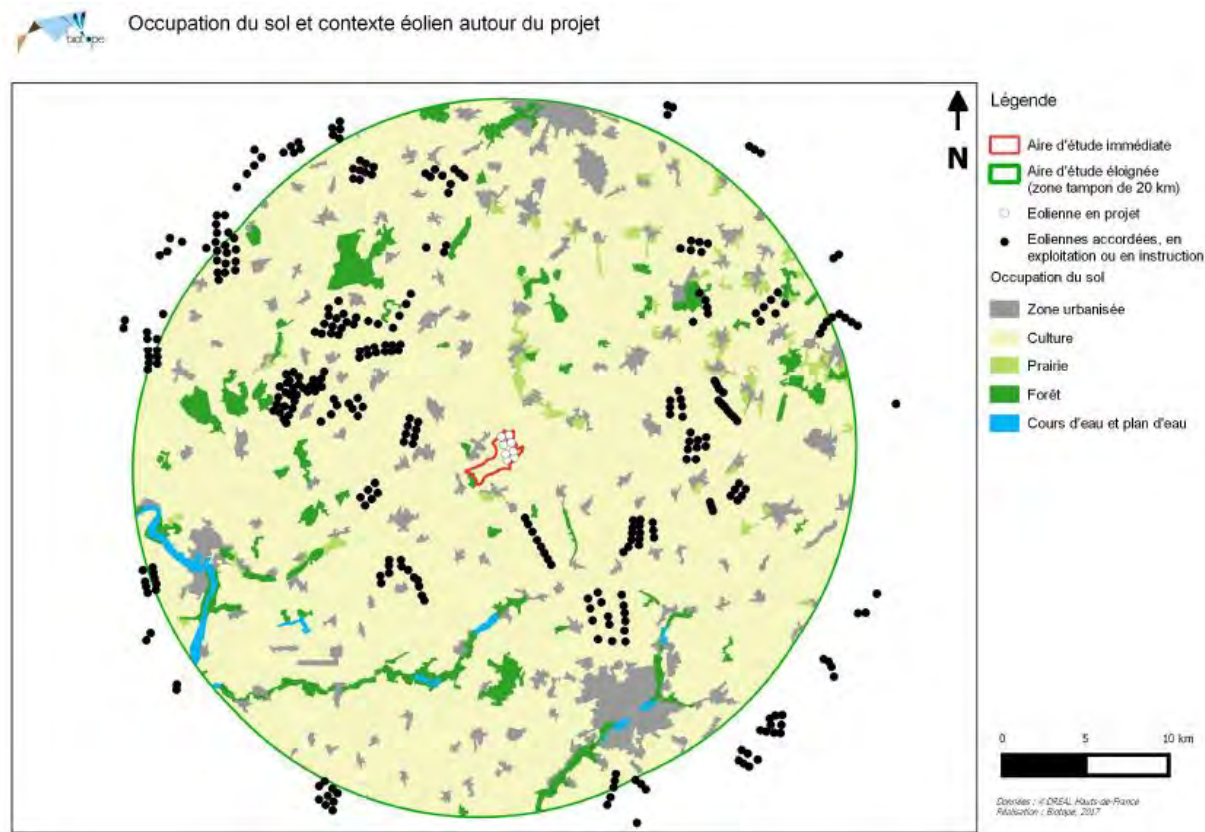 biotope
Occupation du sol et contexte éolien autour du projet
N
Légende
Aire d'étude immédiate
Aire d'étude éloignée
(zone tampon de 20 km)
Eolienne en projet
Eoliennes accordées, en
exploitation ou en instruction
Occupation du sol
Zone urbanisée
Culture
Prairie
Forêt
Cours d'eau et plan d'eau
0 5 10 km
Données : © DREAL Hauts-de-France
Réalisation : Biotope, 2017